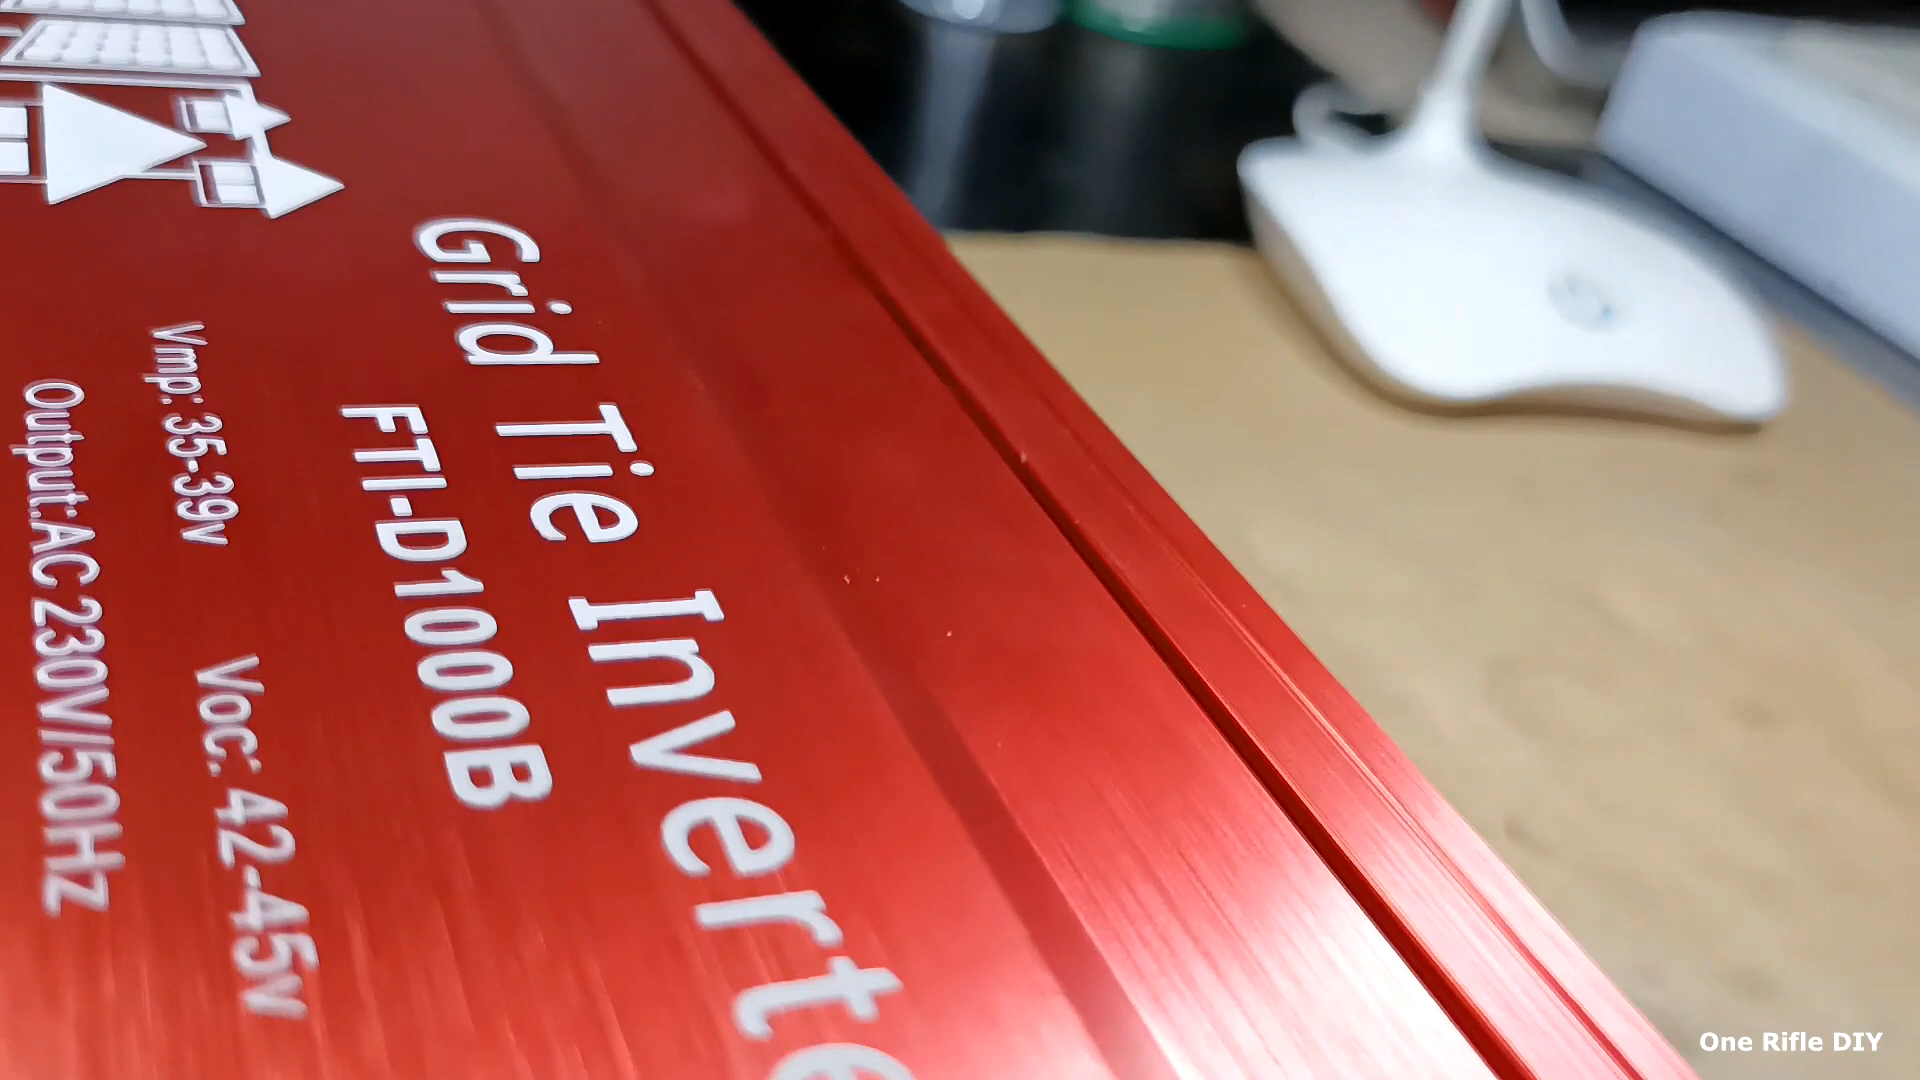 Grid Tie Inverte
FTI-D1000B
Vmp: 35-39v Voc: 42-45v
Output:AC 230V/50Hz
One Rifle DIY